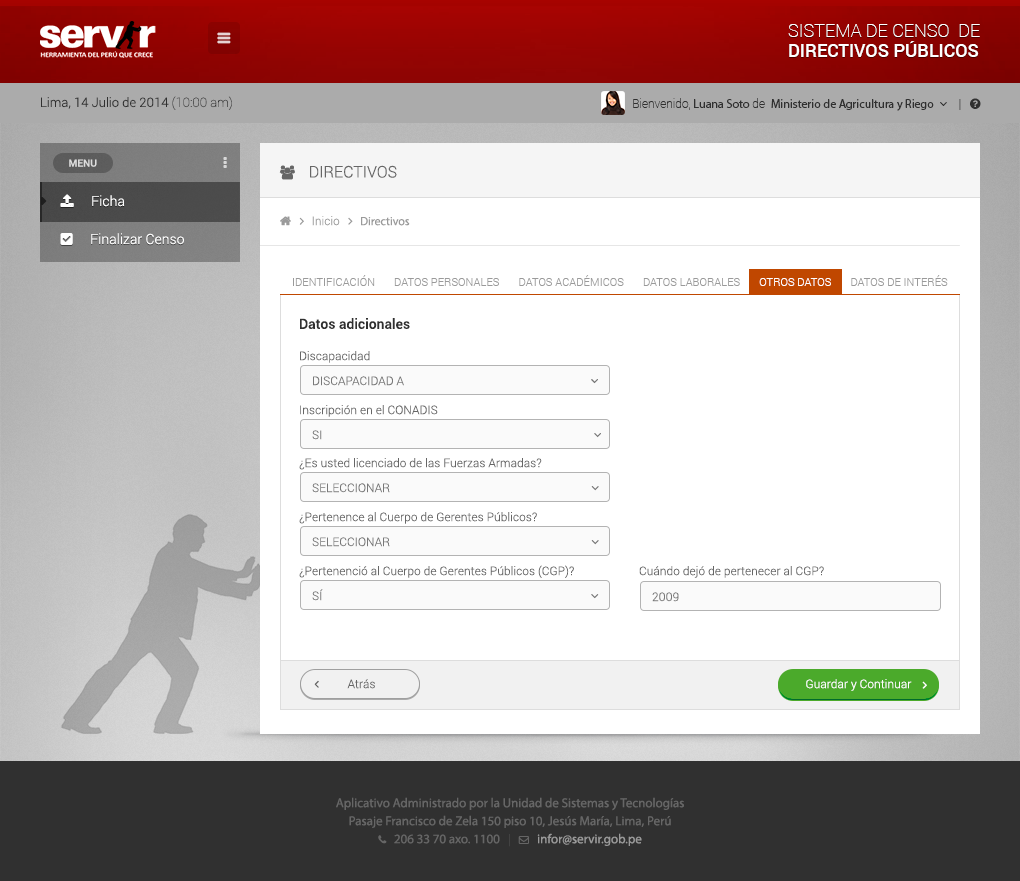 servir
HERRAMIENTA DEL PERÚ QUE CRECE
SISTEMA DE CENSO DE
DIRECTIVOS PÚBLICOS
Lima, 14 Julio de 2014 (10:00 am)
Bienvenido, Luana Soto de Ministerio de Agricultura y Riego
MENU
Ficha
Finalizar Censo
DIRECTIVOS
Inicio > Directivos
IDENTIFICACIÓN DATOS PERSONALES DATOS ACADÉMICOS DATOS LABORALES OTROS DATOS DATOS DE INTERÉS
Datos adicionales
Discapacidad
DISCAPACIDAD A
Inscripción en el CONADIS
SI
¿Es usted licenciado de las Fuerzas Armadas?
SELECCIONAR
¿Pertenence al Cuerpo de Gerentes Públicos?
SELECCIONAR
¿Pertenenció al Cuerpo de Gerentes Públicos (CGP)?
SÍ
Cuándo dejó de pertenecer al CGP?
2009
Atrás
Guardar y Continuar
Aplicativo Administrado por la Unidad de Sistemas y Tecnologías
Pasaje Francisco de Zela 150 piso 10, Jesús María, Lima, Perú
206 33 70 axo. 1100 | infor@servir.gob.pe